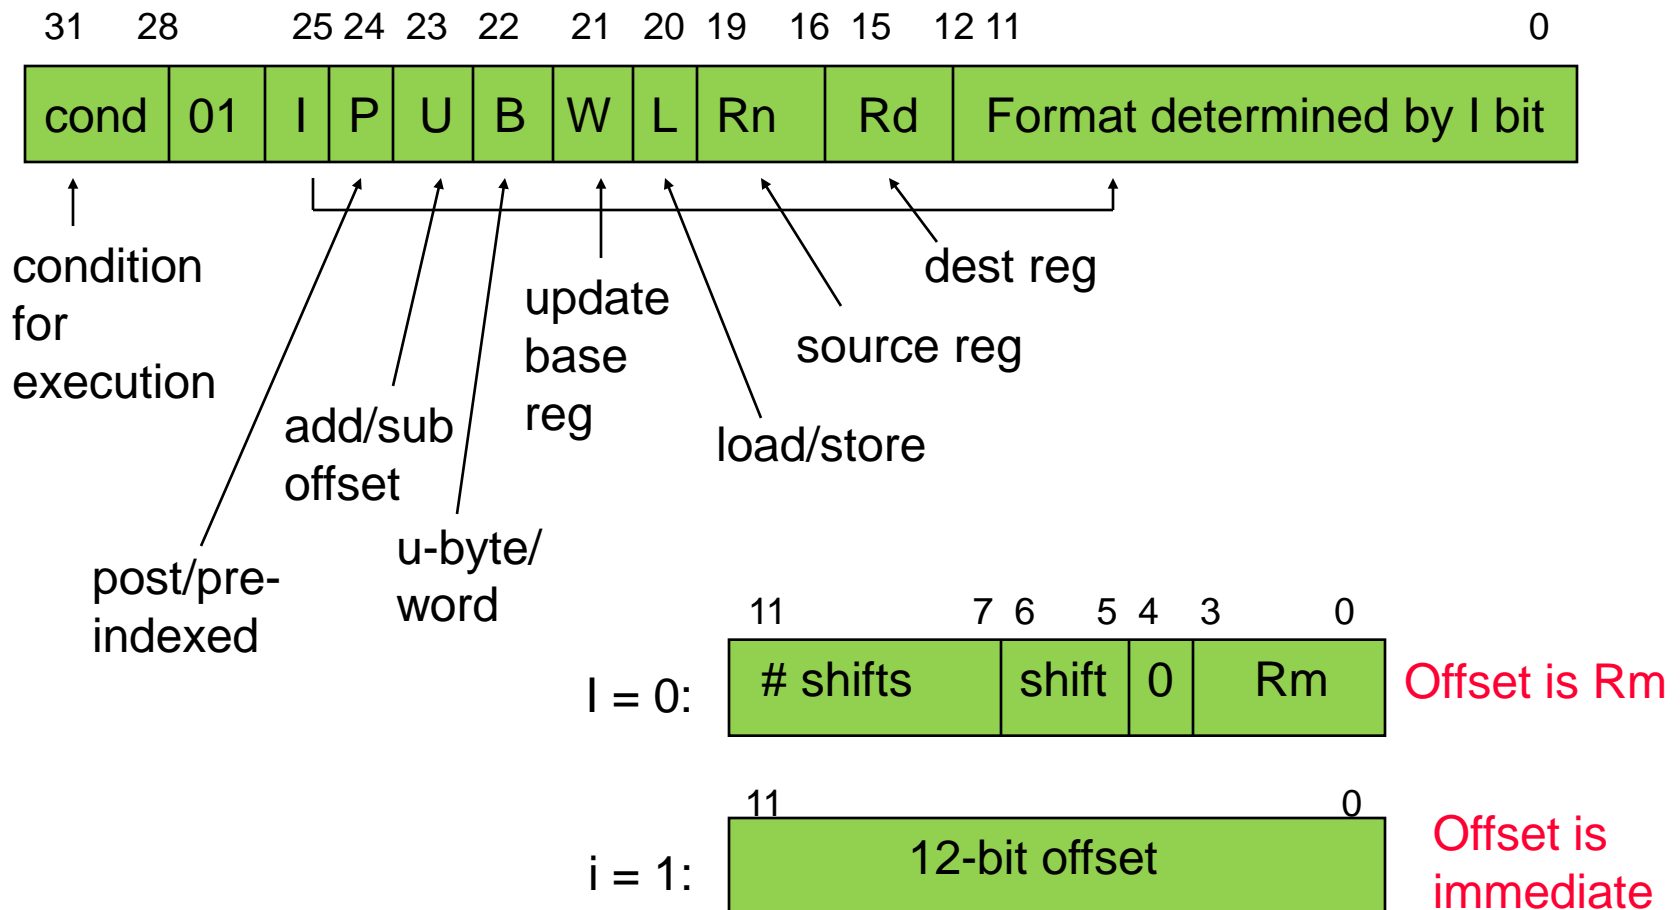 31 28 25 24 23 22 21 20 19 16 15 12 11 0
cond 01 I P U B W L Rn Rd Format determined by I bit
condition
for
execution
post/pre-
indexed
add/sub
offset
u-byte/
word
update
base
reg
load/store
source reg
dest reg
11 7 6 5 4 3 0
I = 0: # shifts shift 0 Rm Offset is Rm
11 0
i = 1: 12-bit offset Offset is
immediate